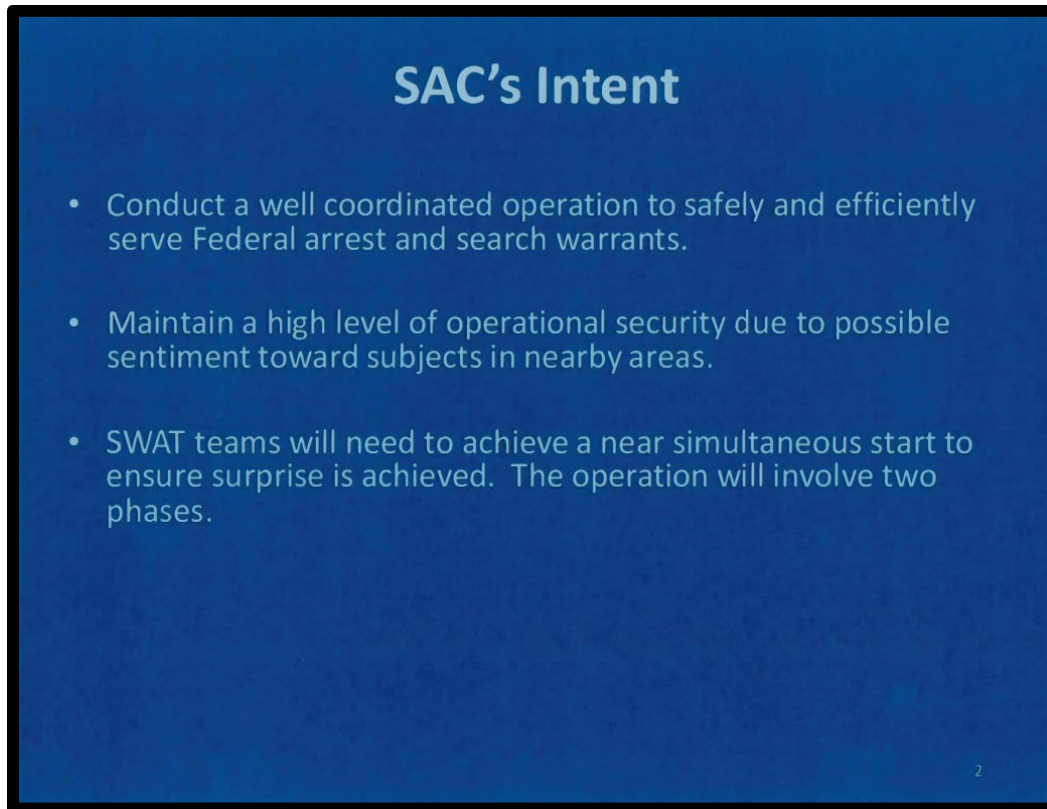 SAC’s Intent
• Conduct a well coordinated operation to safely and efficiently
serve Federal arrest and search warrants.
• Maintain a high level of operational security due to possible
sentiment toward subjects in nearby areas.
• SWAT teams will need to achieve a near simultaneous start to
ensure surprise is achieved.  The operation will involve two
phases.
2